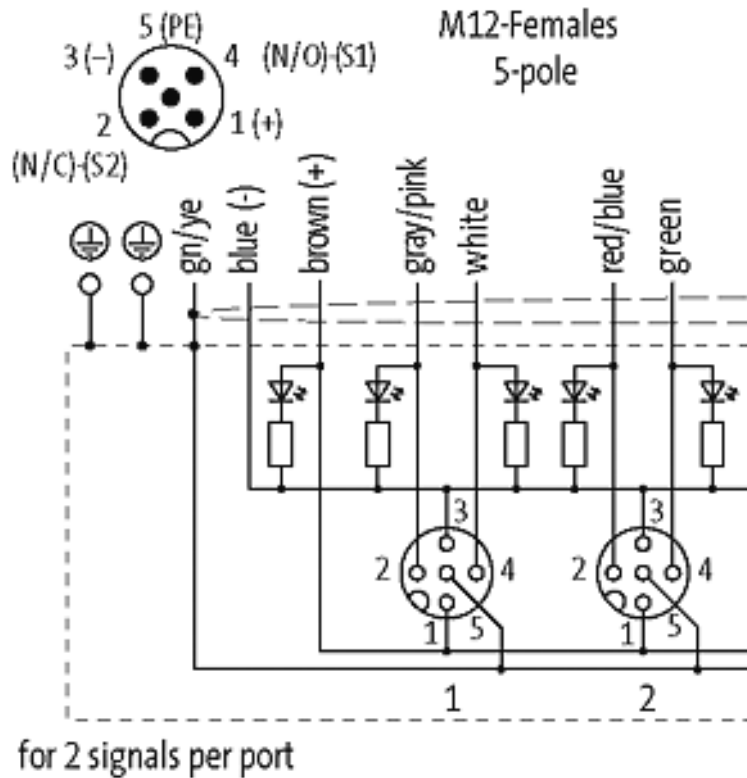 5 (PE)
M12-Females
5-pole
3 (–)
4 (N/O)-(S1)
2
1 (+)
(N/C)-(S2)
gn/ye
blue (-)
brown (+)
gray/pink
white
red/blue
green
3
3
2
4
2
4
1
5
1
5
1
2
for 2 signals per port